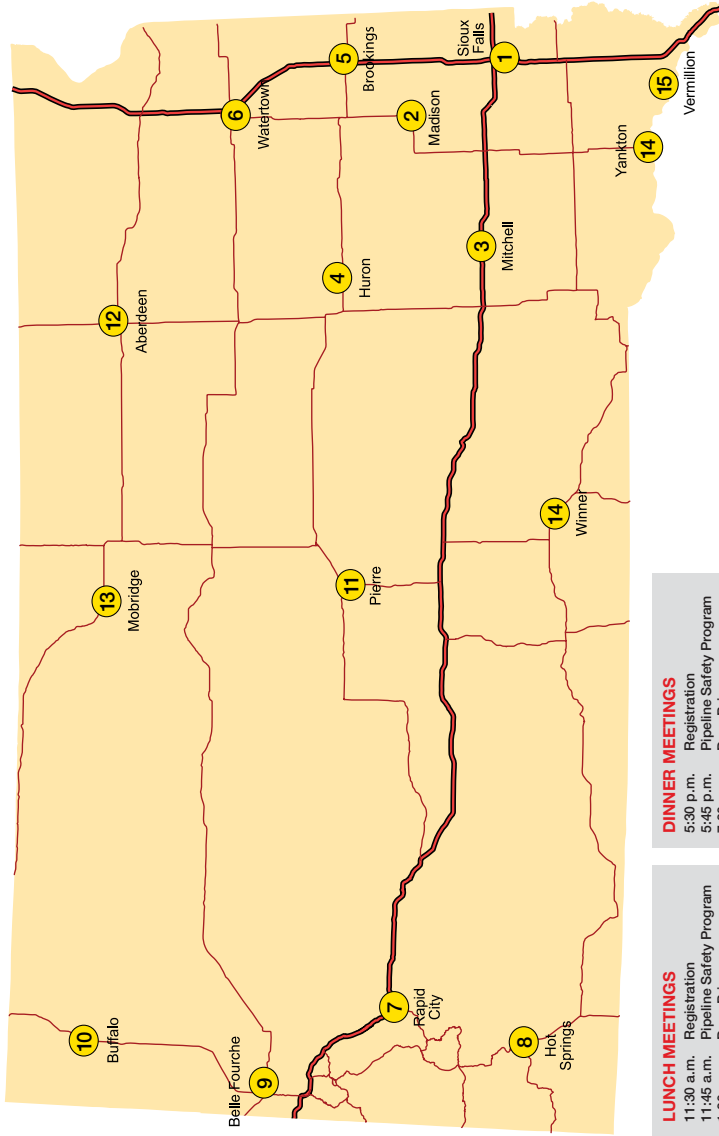 10
Buffalo
13
Mobridge
12
Aberdeen
6
Watertown
9
Belle Fourche
5
Brookings
4
Huron
11
Pierre
7
Rapid
City
2
Madison
3
Mitchell
1
Sioux
Falls
8
Hot
Springs
14
Winner
14
Yankton
15
Vermillion
LUNCH MEETINGS
11:30 a.m. Registration
11:45 a.m. Pipeline Safety Program
DINNER MEETINGS
5:30 p.m. Registration
5:45 p.m. Pipeline Safety Program